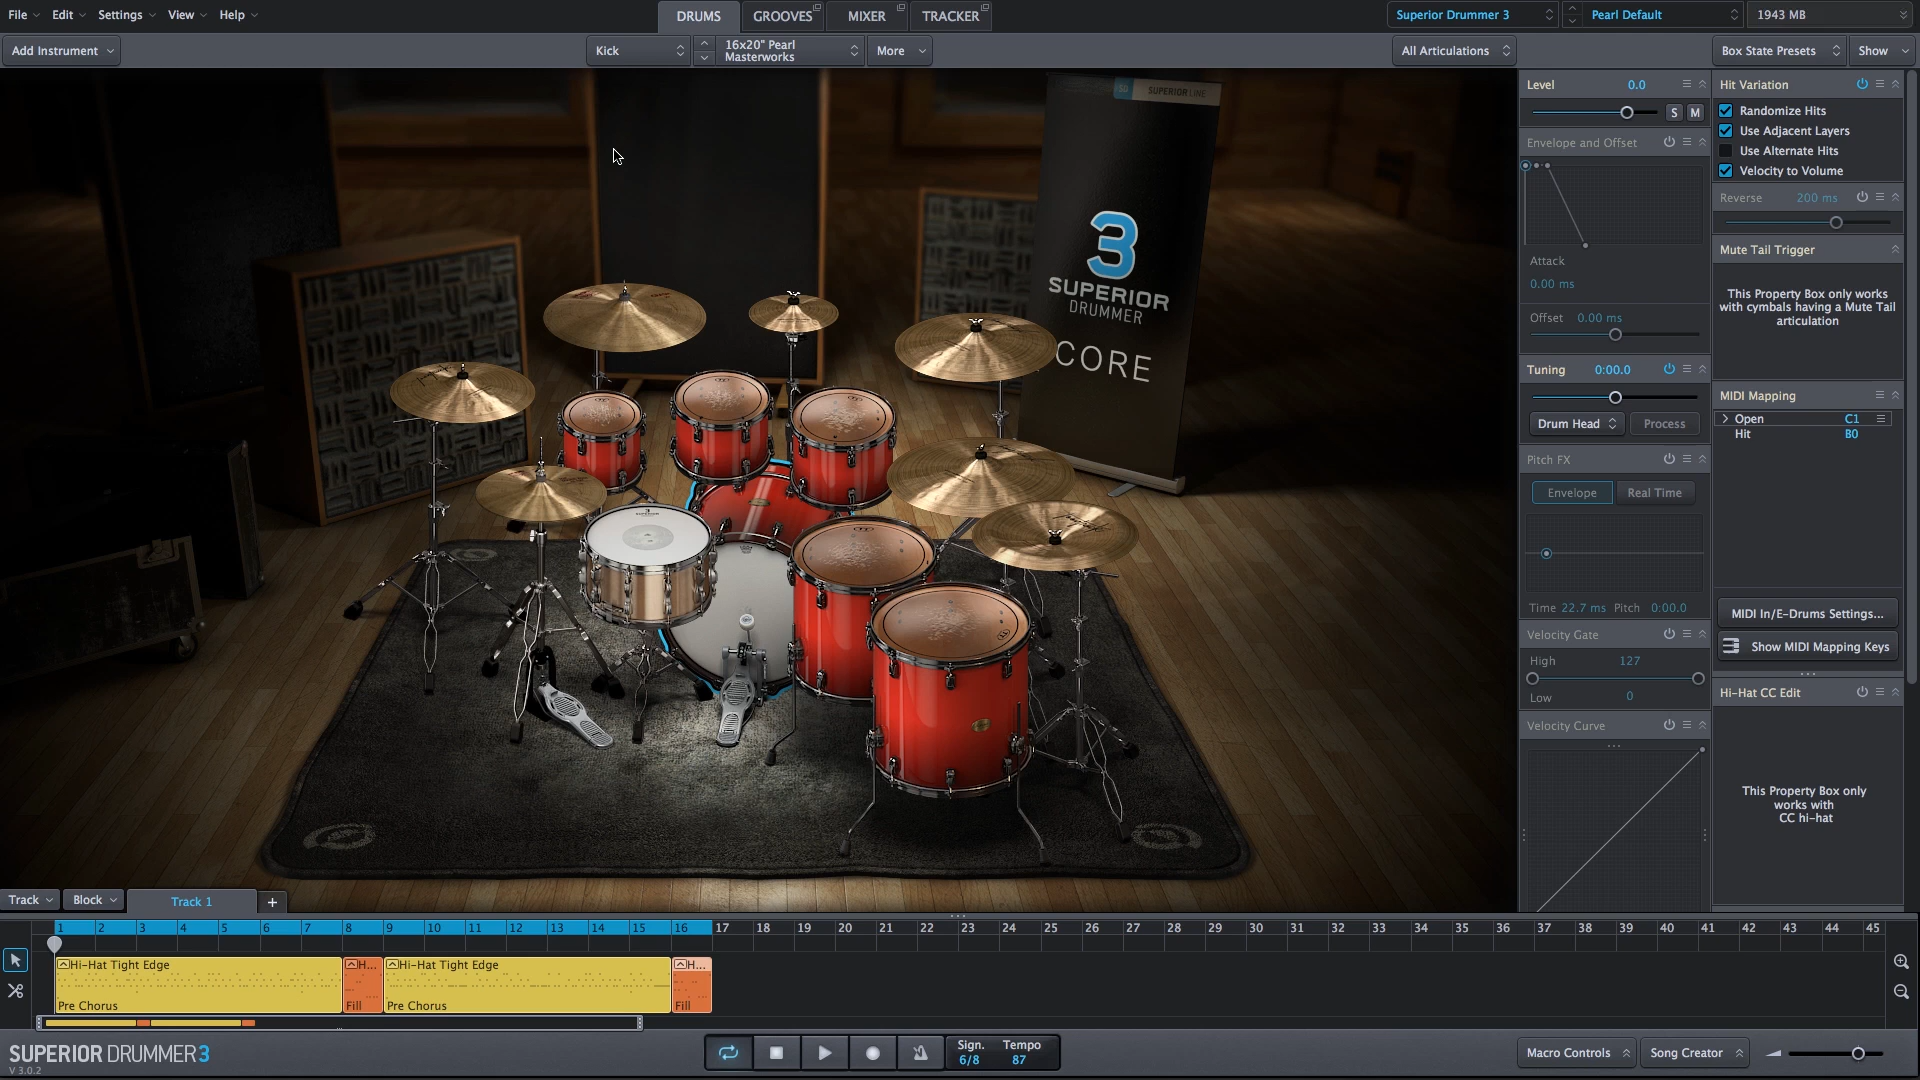 File Edit Settings View Help
DRUMS GROOVES MIXER TRACKER
Superior Drummer 3 Pearl Default 1943 MB
Add Instrument
Kick 16x20" Pearl Masterworks More
All Articulations Box State Presets Show
SUPERIOR LINE
3
SUPERIOR
DRUMMER
CORE
Level 0.0
S M
Envelope and Offset
Attack
0.00 ms
Offset 0.00 ms
Tuning 0:00.0
Drum Head Process
Pitch FX
Envelope Real Time
Time 22.7 ms Pitch 0:00.0
Velocity Gate
High 127
Low 0
Velocity Curve
Hit Variation
Randomize Hits
Use Adjacent Layers
Use Alternate Hits
Velocity to Volume
Reverse 200 ms
Mute Tail Trigger
This Property Box only works
with cymbals having a Mute Tail
articulation
MIDI Mapping
Open C1
Hit B0
MIDI In/E-Drums Settings...
Show MIDI Mapping Keys
Hi-Hat CC Edit
This Property Box only
works with
CC hi-hat
Track Block Track 1 +
1 2 3 4 5 6 7 8 9 10 11 12 13 14 15 16 17 18 19 20 21 22 23 24 25 26 27 28 29 30 31 32 33 34 35 36 37 38 39 40 41 42 43 44 45
Hi-Hat Tight Edge H... Hi-Hat Tight Edge H...
Pre Chorus Fill Pre Chorus Fill
SUPERIOR DRUMMER 3
V 3.0.2
Sign. Tempo
6/8 87
Macro Controls Song Creator